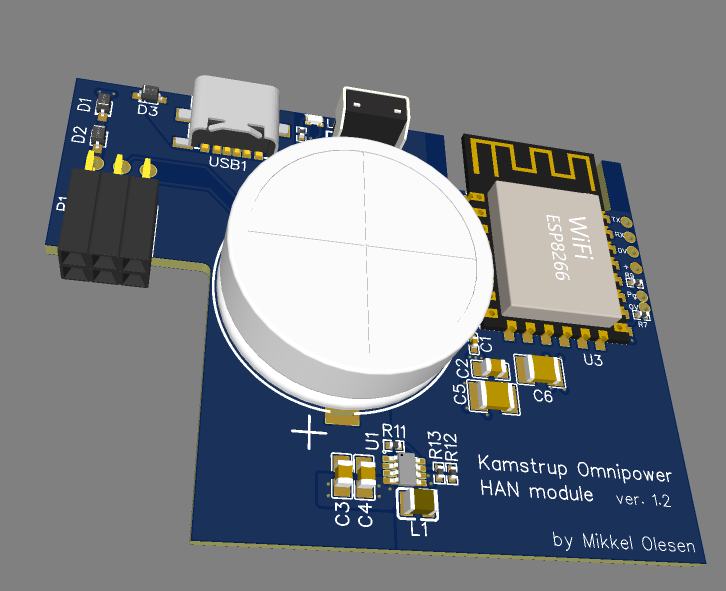 D1
D3
D2
USB1
TX
RX
WiFi
ESP8266
R7
U3
C1
C2
C5
C6
U1
R11
R13
R12
C3
C4
L1
Kamstrup Omnipower
HAN module ver. 1.2
by Mikkel Olesen